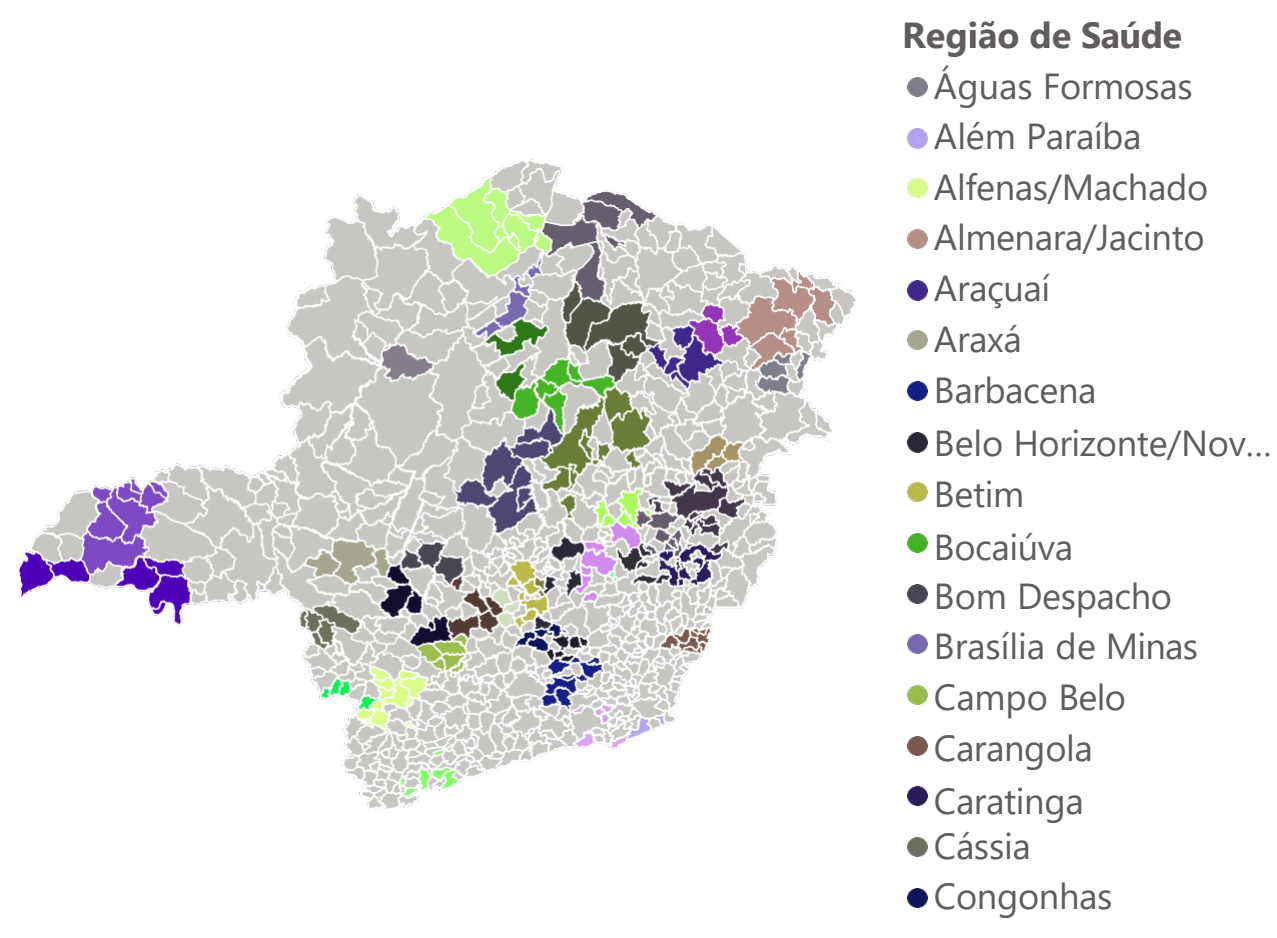 Região de Saúde
Águas Formosas
Além Paraíba
Alfenas/Machado
Almenara/Jacinto
Araçuaí
Araxá
Barbacena
Belo Horizonte/Nov...
Betim
Bocaiúva
Bom Despacho
Brasília de Minas
Campo Belo
Carangola
Caratinga
Cássia
Congonhas